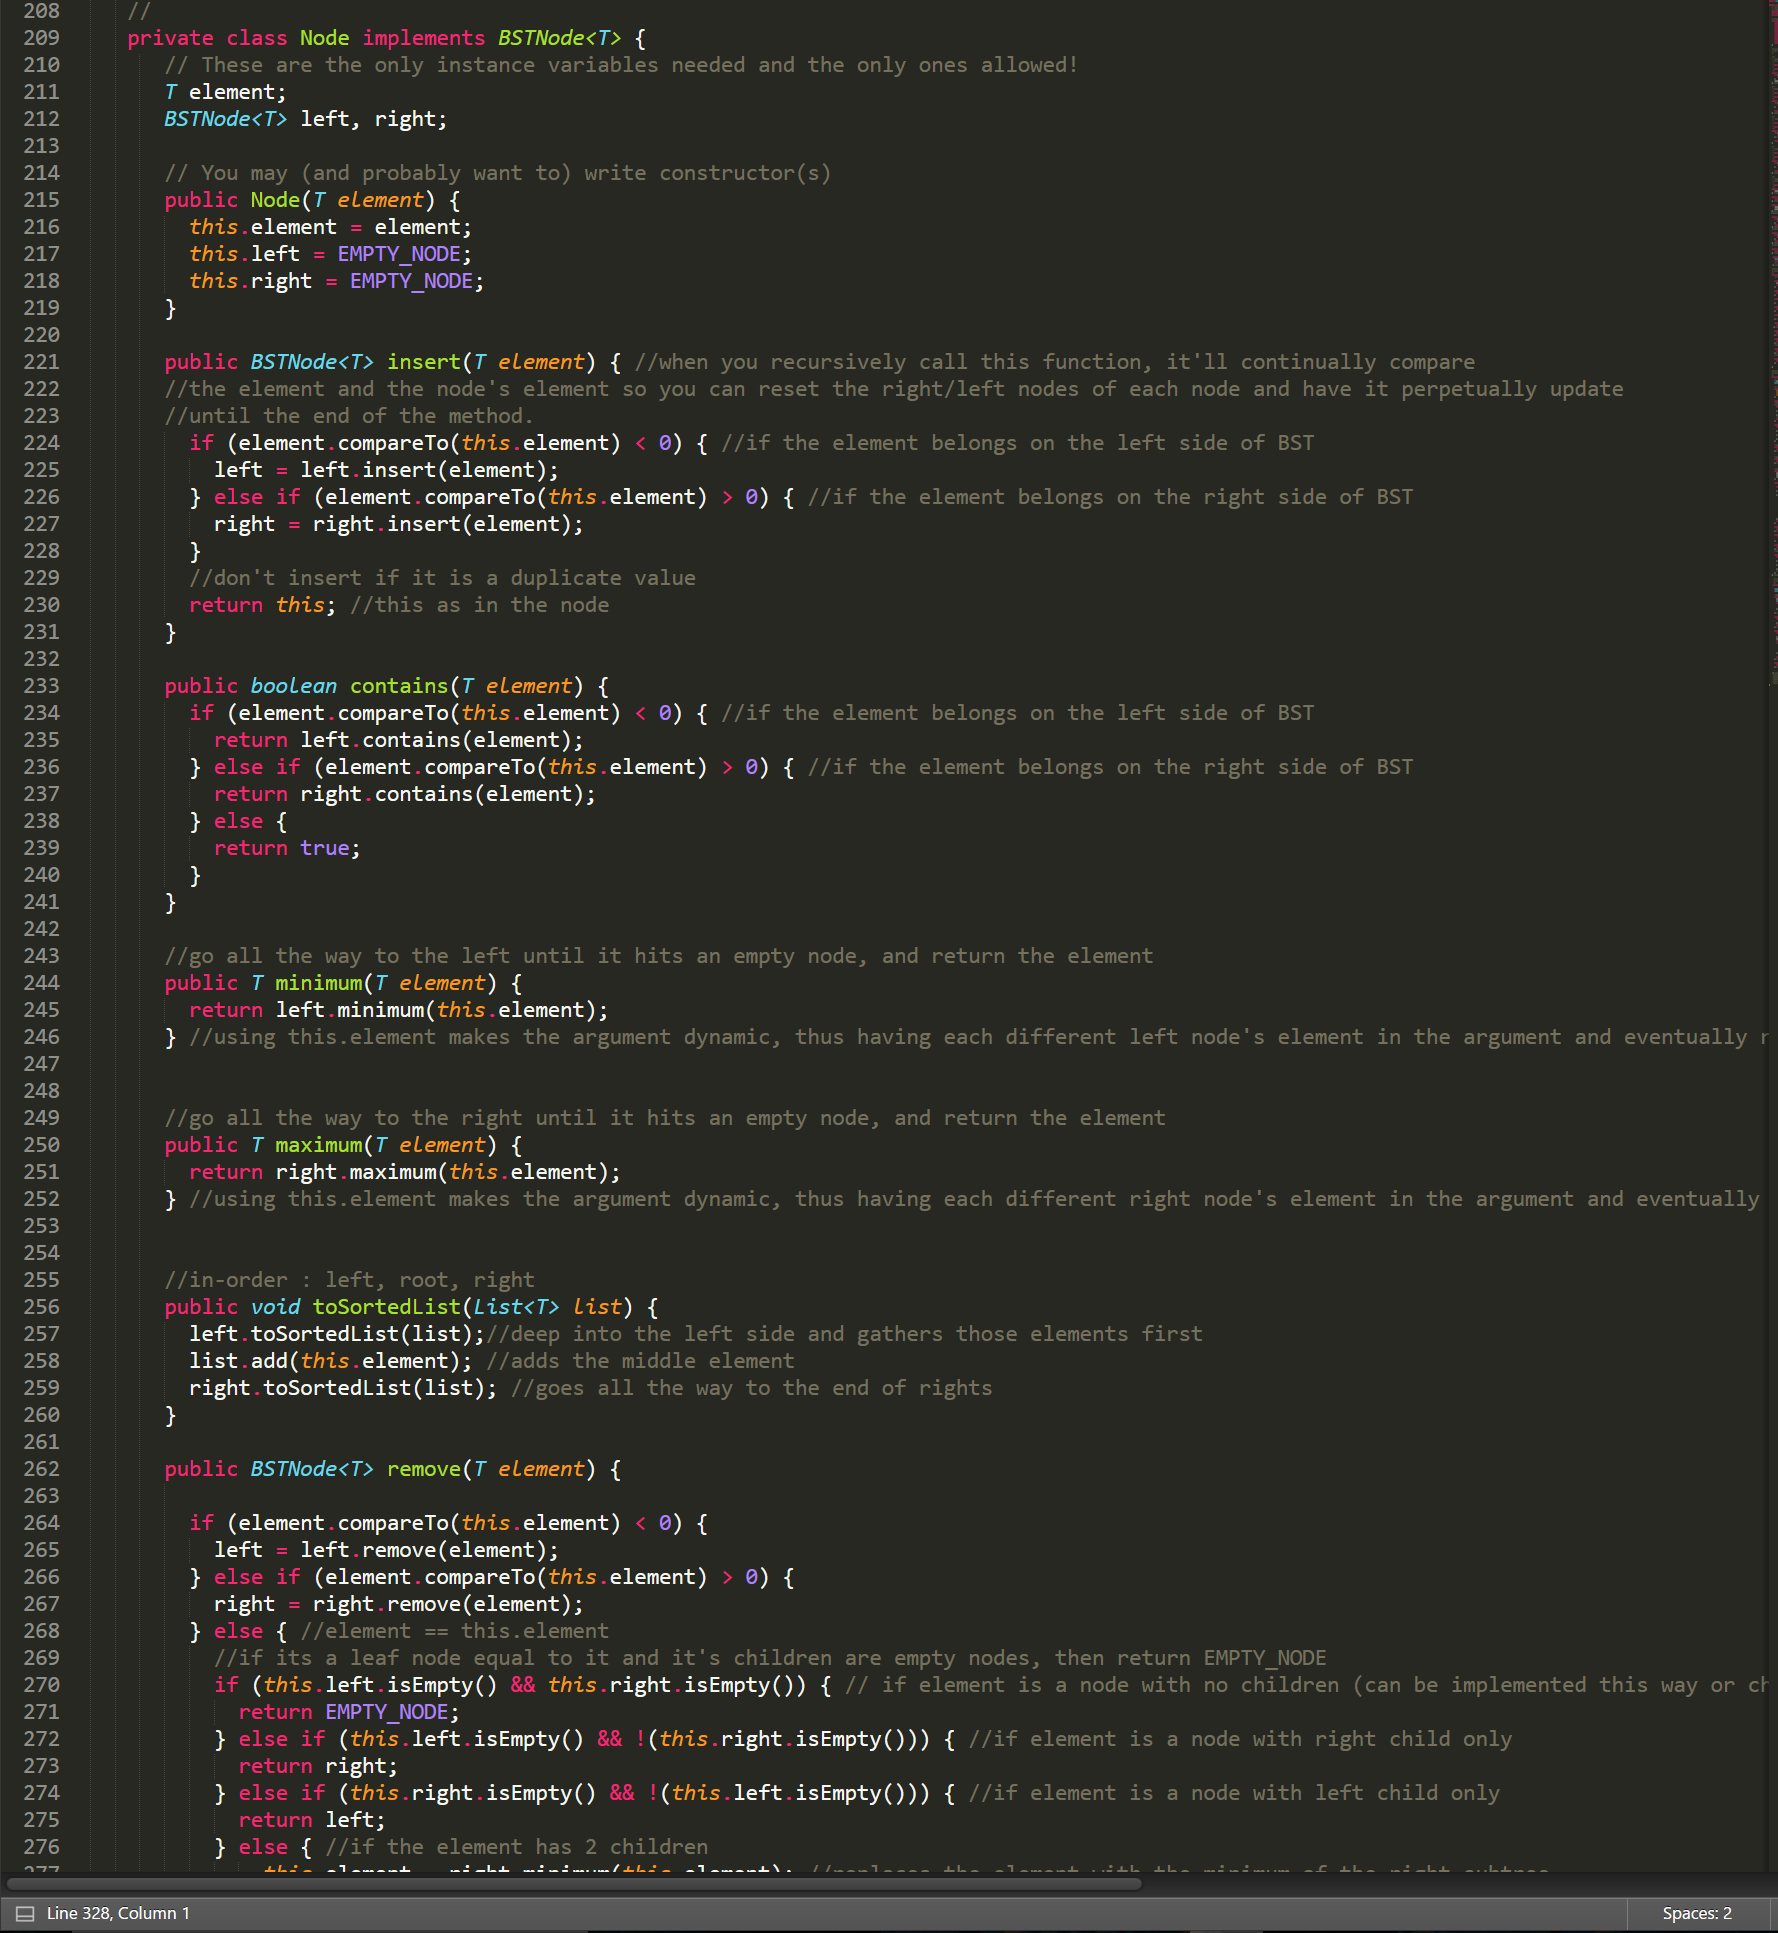 208 //
209 private class Node implements BSTNode<T> {
210 // These are the only instance variables needed and the only ones allowed!
211 T element;
212 BSTNode<T> left, right;
213
214 // You may (and probably want to) write constructor(s)
215 public Node(T element) {
216 this.element = element;
217 this.left = EMPTY_NODE;
218 this.right = EMPTY_NODE;
219 }
220
221 public BSTNode<T> insert(T element) { //when you recursively call this function, it'll continually compare
222 //the element and the node's element so you can reset the right/left nodes of each node and have it perpetually update
223 //until the end of the method.
224 if (element.compareTo(this.element) < 0) { //if the element belongs on the left side of BST
225 left = left.insert(element);
226 } else if (element.compareTo(this.element) > 0) { //if the element belongs on the right side of BST
227 right = right.insert(element);
228 }
229 //don't insert if it is a duplicate value
230 return this; //this as in the node
231 }
232
233 public boolean contains(T element) {
234 if (element.compareTo(this.element) < 0) { //if the element belongs on the left side of BST
235 return left.contains(element);
236 } else if (element.compareTo(this.element) > 0) { //if the element belongs on the right side of BST
237 return right.contains(element);
238 } else {
239 return true;
240 }
241 }
242
243 //go all the way to the left until it hits an empty node, and return the element
244 public T minimum(T element) {
245 return left.minimum(this.element);
246 } //using this.element makes the argument dynamic, thus having each different left node's element in the argument and eventually
247
248
249 //go all the way to the right until it hits an empty node, and return the element
250 public T maximum(T element) {
251 return right.maximum(this.element);
252 } //using this.element makes the argument dynamic, thus having each different right node's element in the argument and eventually
253
254
255 //in-order : left, root, right
256 public void toSortedList(List<T> list) {
257 left.toSortedList(list);//deep into the left side and gathers those elements first
258 list.add(this.element); //adds the middle element
259 right.toSortedList(list); //goes all the way to the end of rights
260 }
261
262 public BSTNode<T> remove(T element) {
263
264 if (element.compareTo(this.element) < 0) {
265 left = left.remove(element);
266 } else if (element.compareTo(this.element) > 0) {
267 right = right.remove(element);
268 } else { //element == this.element
269 //if its a leaf node equal to it and it's children are empty nodes, then return EMPTY_NODE
270 if (this.left.isEmpty() && this.right.isEmpty()) { // if element is a node with no children (can be implemented this way or
271 return EMPTY_NODE;
272 } else if (this.left.isEmpty() && !(this.right.isEmpty())) { //if element is a node with right child only
273 return right;
274 } else if (this.right.isEmpty() && !(this.left.isEmpty())) { //if element is a node with left child only
275 return left;
276 } else { //if the element has 2 children
277 this.element = right.minimum(this.element); //replaces the element with the minimum of the right subtree
Line 328, Column 1
Spaces: 2